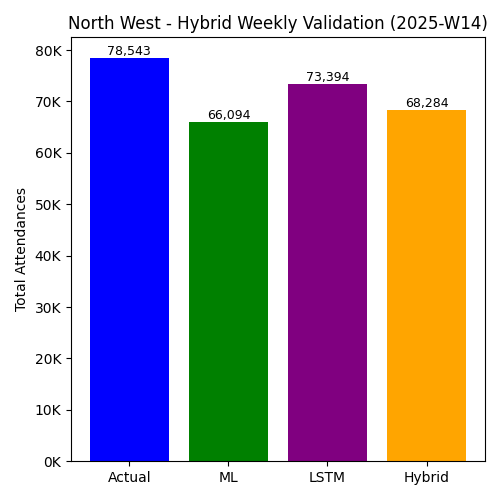 North West - Hybrid Weekly Validation (2025-W14)
Total Attendances
80K
70K
60K
50K
40K
30K
20K
10K
0K
78,543
66,094
73,394
68,284
Actual
ML
LSTM
Hybrid